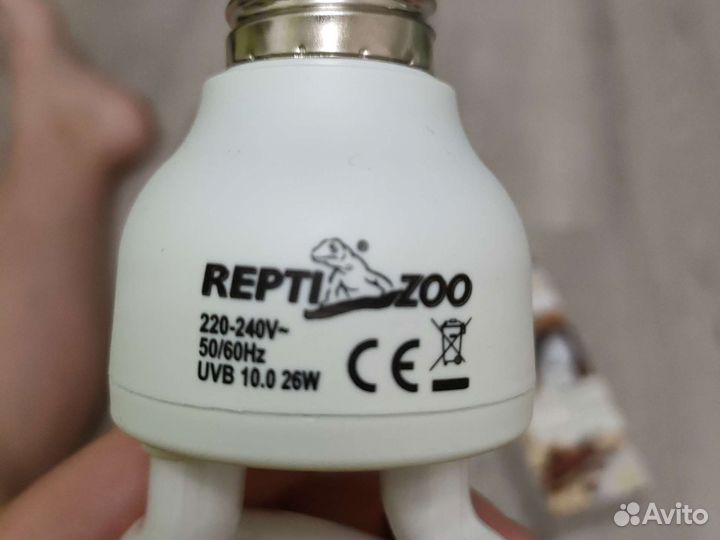 REPTI ZOO
®
220-240V~
50/60Hz
UVB 10.0 26W
CE
Avito